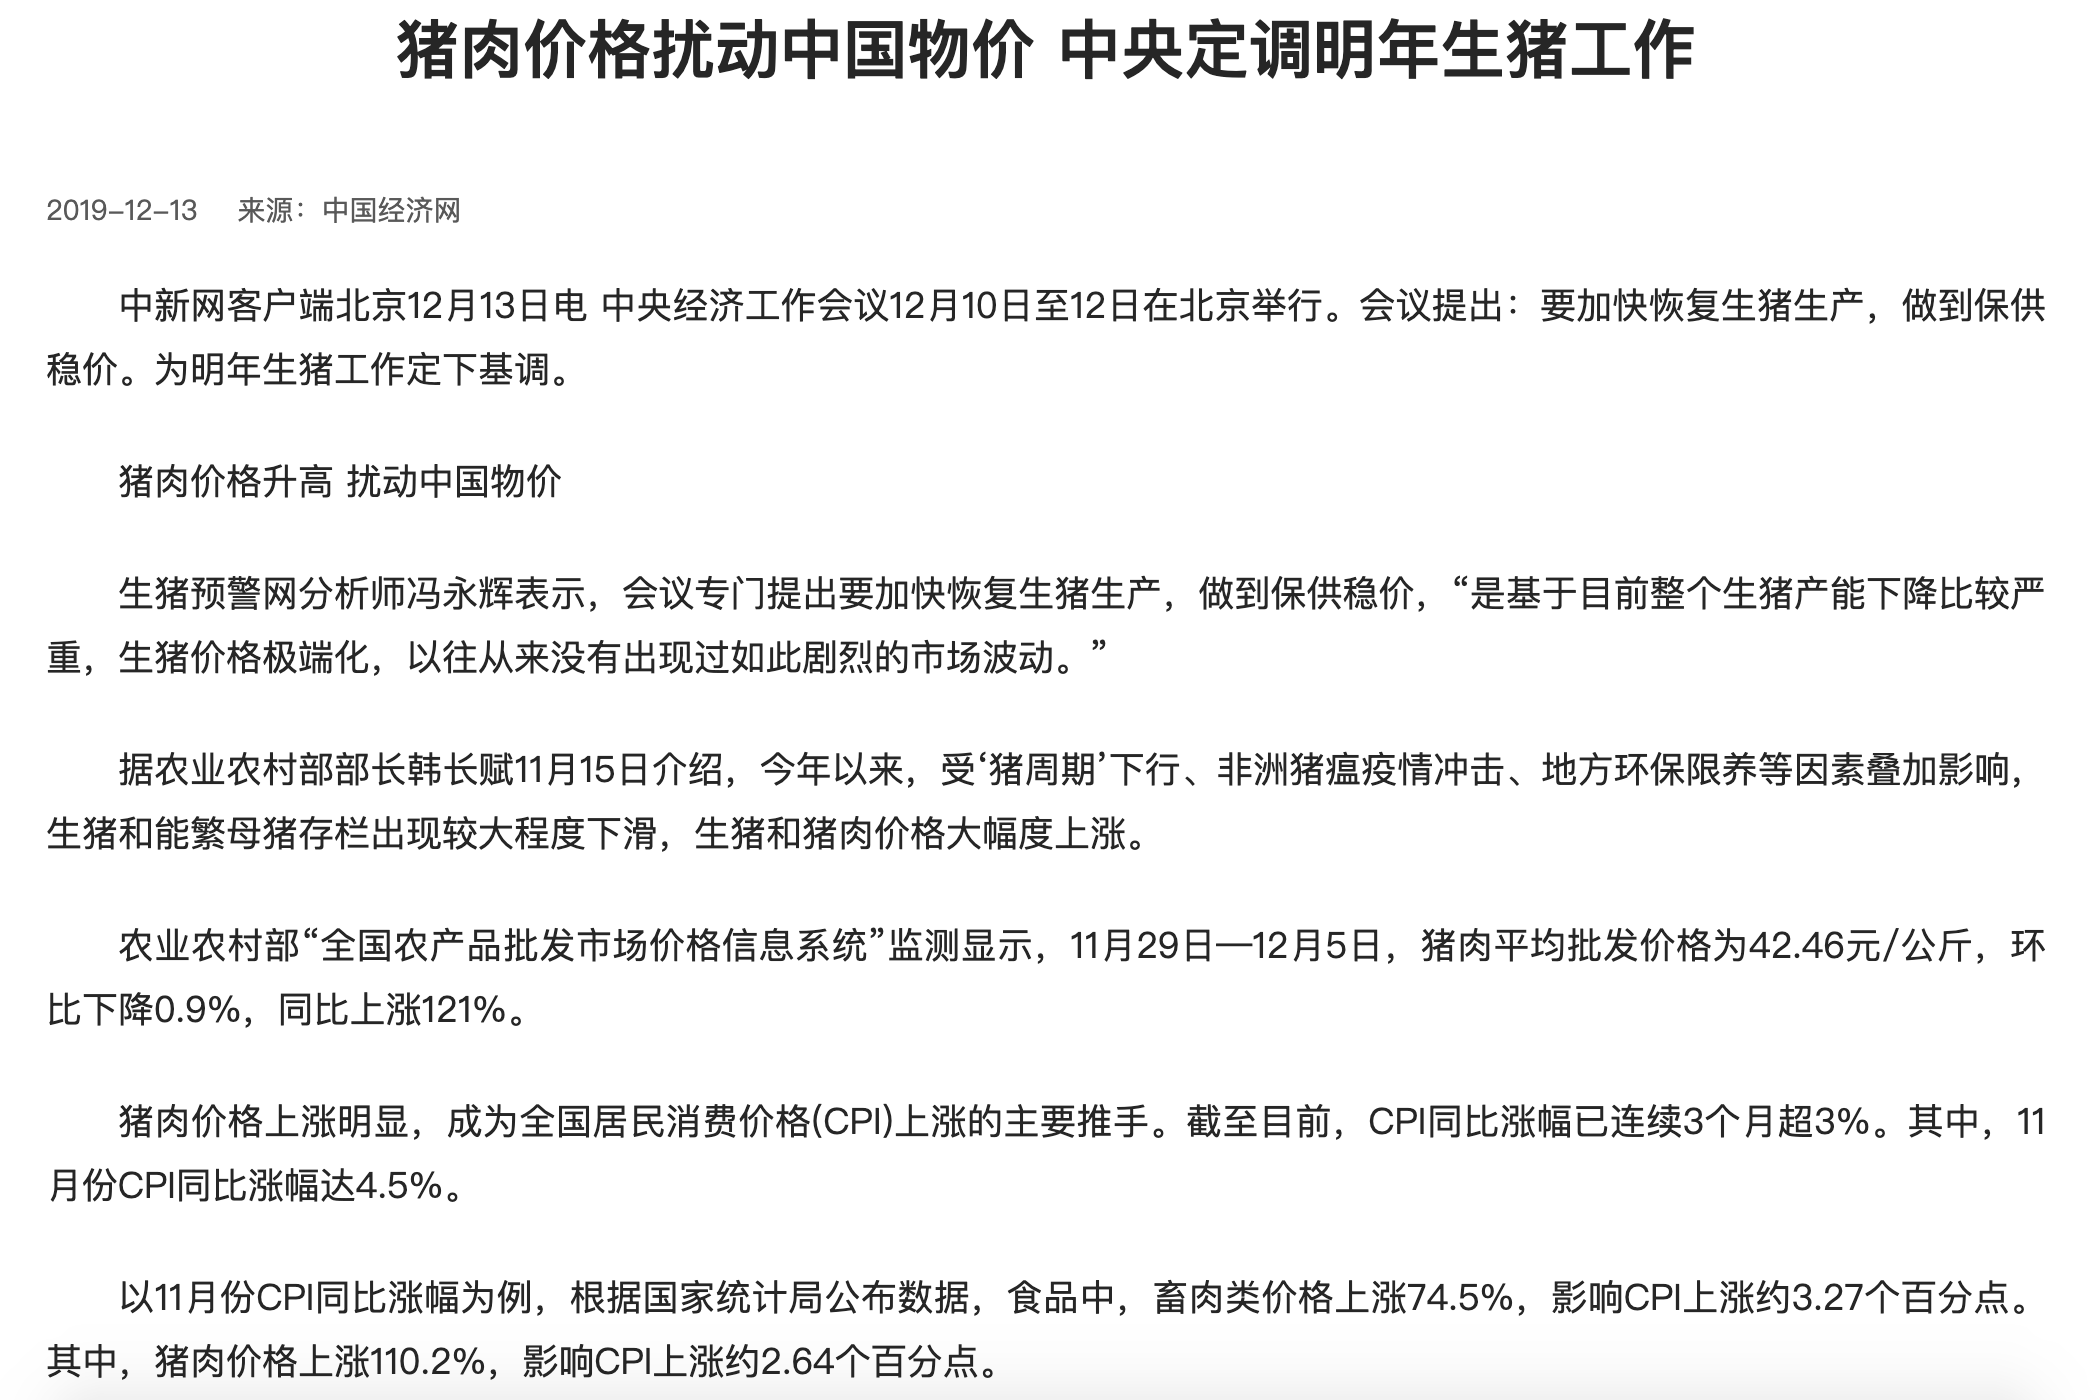 猪肉价格扰动中国物价 中央定调明年生猪工作
2019-12-13 来源：中国经济网
中新网客户端北京12月13日电 中央经济工作会议12月10日至12日在北京举行。会议提出：要加快恢复生猪生产，做到保供
稳价。为明年生猪工作定下基调。
猪肉价格升高 扰动中国物价
生猪预警网分析师冯永辉表示，会议专门提出要加快恢复生猪生产，做到保供稳价，“是基于目前整个生猪产能下降比较严
重，生猪价格极端化，以往从来没有出现过如此剧烈的市场波动。”
据农业农村部部长韩长赋11月15日介绍，今年以来，受‘猪周期’下行、非洲猪瘟疫情冲击、地方环保限养等因素叠加影响，
生猪和能繁母猪存栏出现较大程度下滑，生猪和猪肉价格大幅度上涨。
农业农村部“全国农产品批发市场价格信息系统”监测显示，11月29日—12月5日，猪肉平均批发价格为42.46元/公斤，环
比下降0.9%，同比上涨121%。
猪肉价格上涨明显，成为全国居民消费价格(CPI)上涨的主要推手。截至目前，CPI同比涨幅已连续3个月超3%。其中，11
月份CPI同比涨幅达4.5%。
以11月份CPI同比涨幅为例，根据国家统计局公布数据，食品中，畜肉类价格上涨74.5%，影响CPI上涨约3.27个百分点。
其中，猪肉价格上涨110.2%，影响CPI上涨约2.64个百分点。